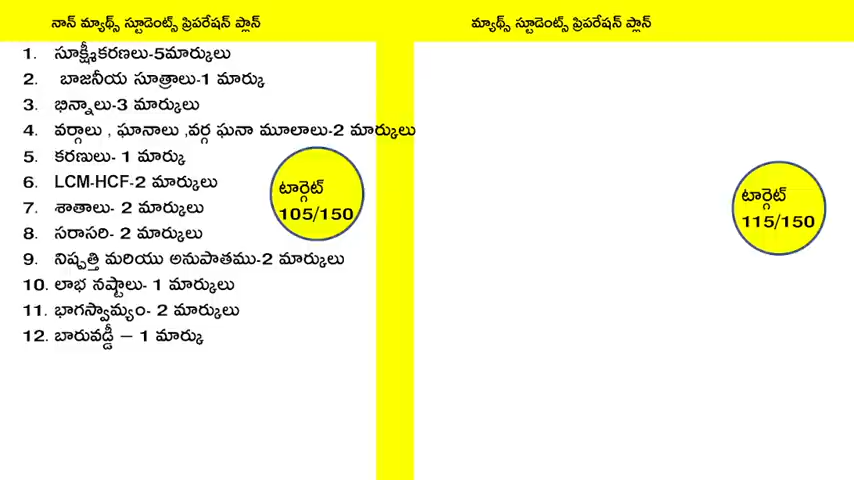 నాన్ మ్యాథ్స్ స్టూడెంట్స్ ప్రిపరేషన్ ప్లాన్
1. సూక్ష్మీకరణలు-5మార్కులు
2. బాజనీయ సూత్రాలు-1 మార్కు
3. భిన్నాలు-3 మార్కులు
4. వర్గాలు , ఘానాలు ,వర్గ ఘనా మూలాలు-2 మార్కులు
5. కరణులు- 1 మార్కు
6. LCM-HCF-2 మార్కులు
7. శాతాలు- 2 మార్కులు
8. సరాసరి- 2 మార్కులు
9. నిష్పత్తి మరియు అనుపాతము-2 మార్కులు
10. లాభ నష్టాలు- 1 మార్కులు
11. భాగస్వామ్యం- 2 మార్కులు
12. బారువడ్డీ – 1 మార్కు
టార్గెట్
105/150
మ్యాథ్స్ స్టూడెంట్స్ ప్రిపరేషన్ ప్లాన్
టార్గెట్
115/150